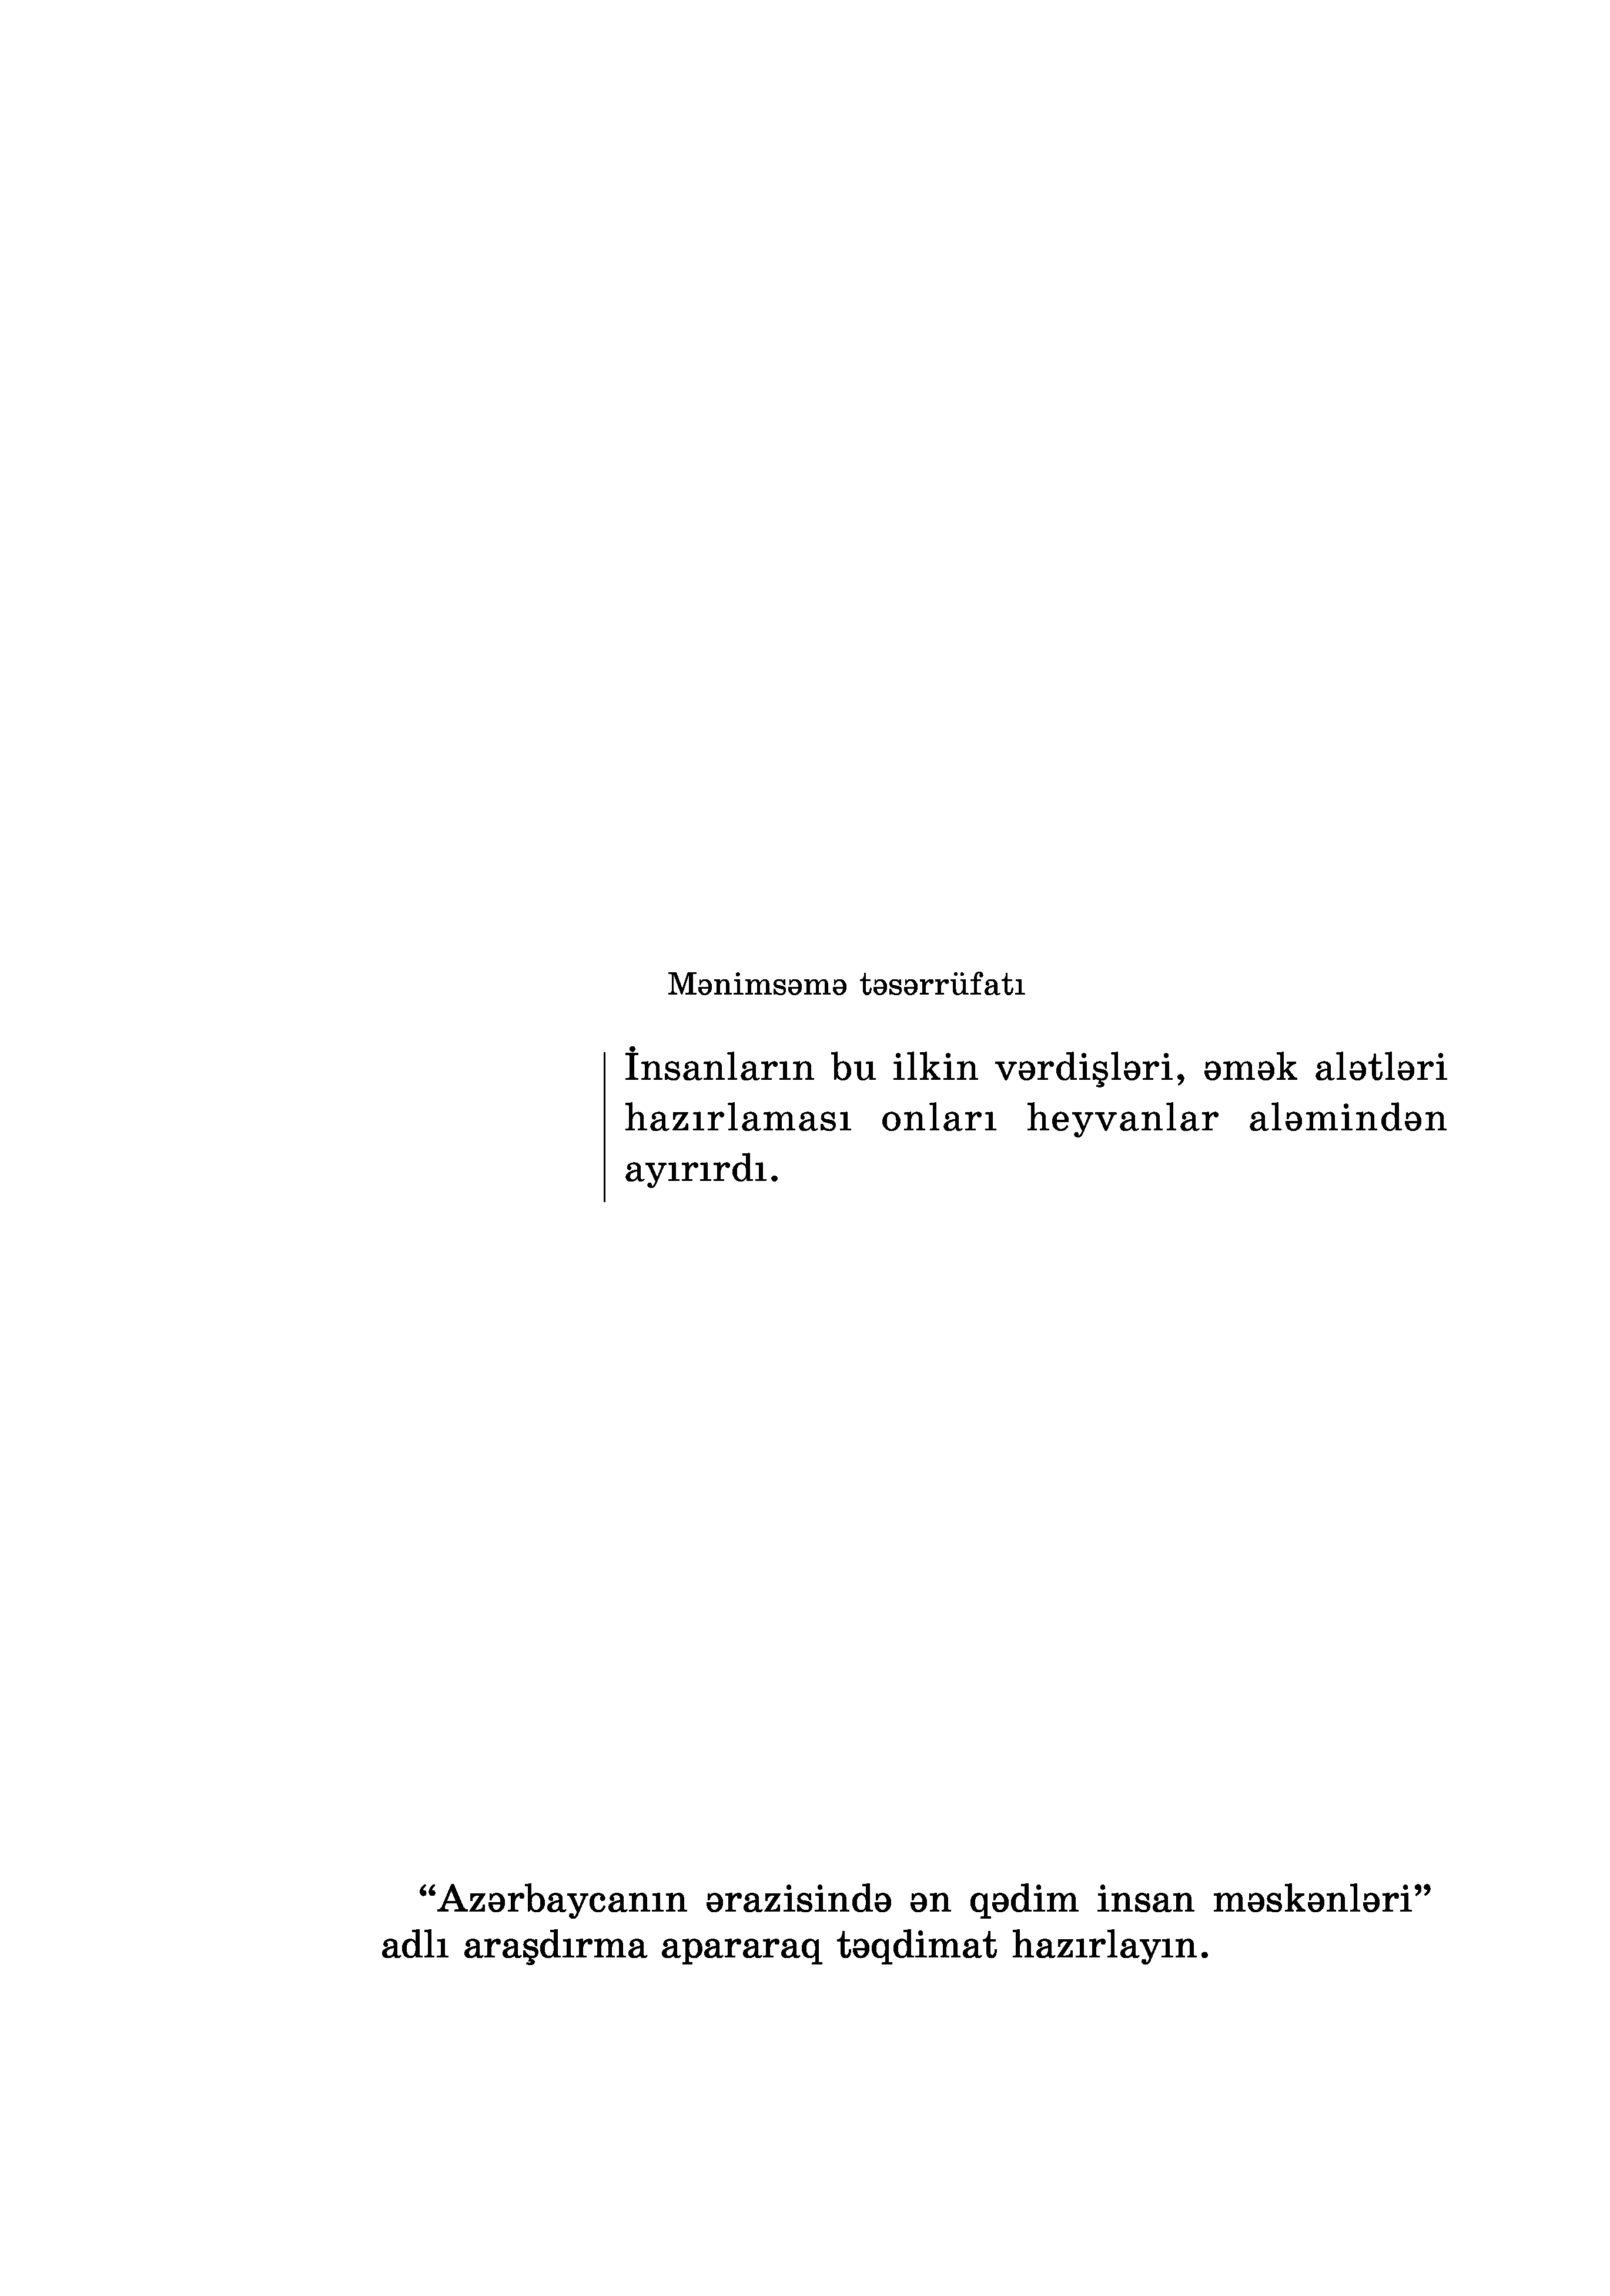 Mənimsəmə təsərrüfatı
İnsanların bu ilkin vərdişləri, əmək alətləri
hazırlaması onları heyvanlar aləmindən
ayırırdı.
“Azərbaycanın ərazisində ən qədim insan məskənləri”
adlı araşdırma apararaq təqdimat hazırlayın.